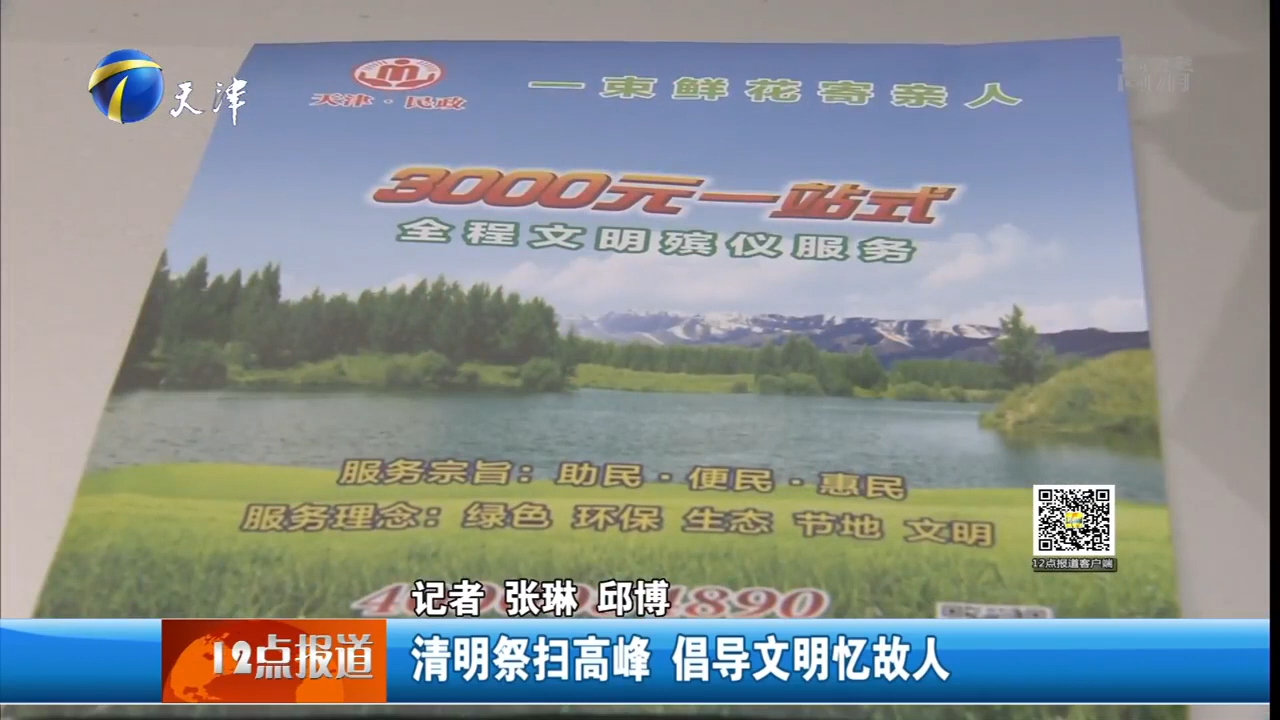 天津
高清
天津·民政
一束鲜花寄亲人
3000元一站式
全程文明殡仪服务
服务宗旨：助民·便民·惠民
服务理念：绿色 环保 生态 节地 文明
4890
12点报道客户端
记者 张琳 邱博
12点报道
清明祭扫高峰 倡导文明忆故人